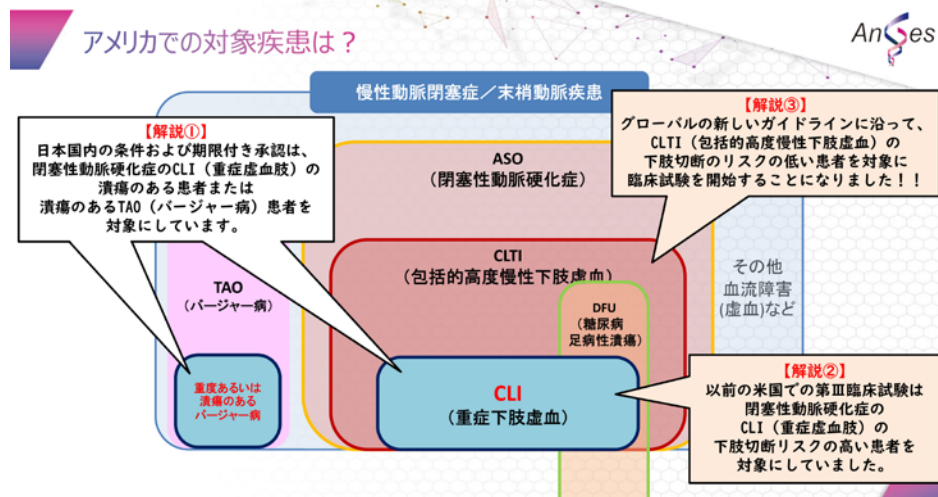 アメリカでの対象疾患は?
AnGes
慢性動脈閉塞症/末梢動脈疾患
【解説①】
日本国内の条件および期限付き承認は、
閉塞性動脈硬化症のCLI(重症虚血肢)の
潰瘍のある患者または
潰瘍のあるTAO(バージャー病)患者を
対象にしています。
【解説③】
グローバルの新しいガイドラインに沿って、
CLTI(包括的高度慢性下肢虚血)の
下肢切断のリスクの低い患者を対象に
臨床試験を開始することになりました!!
ASO
(閉塞性動脈硬化症)
CLTI
(包括的高度慢性下肢虚血)
その他
血流障害
(虚血)など
TAO
(バージャー病)
DFU
(糖尿病
足病性潰瘍)
重度あるいは
潰瘍のある
バージャー病
CLI
(重症下肢虚血)
【解説②】
以前の米国での第Ⅲ臨床試験は
閉塞性動脈硬化症の
CLI(重症虚血肢)の
下肢切断リスクの高い患者を
対象にしていました。